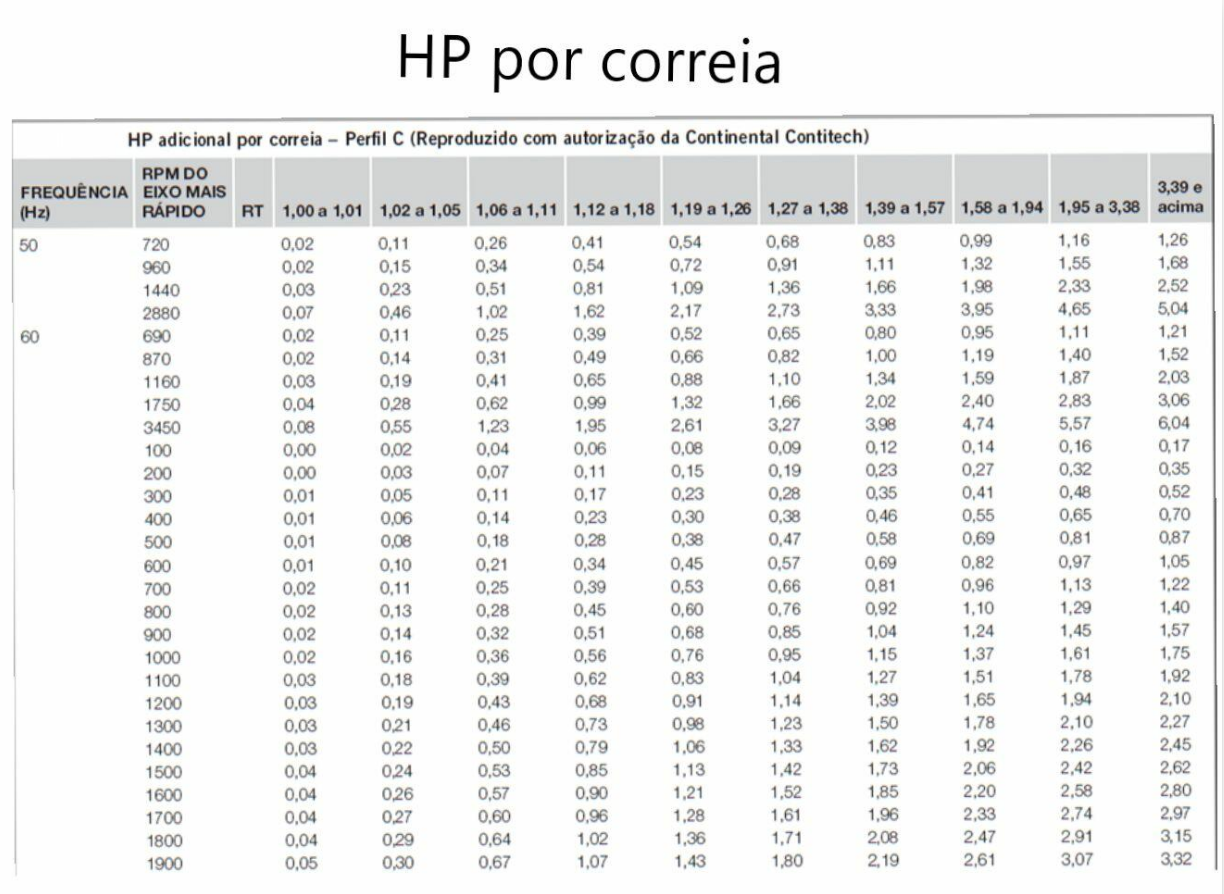 HP por correia
HP adicional por correia – Perfil C (Reproduzido com autorização da Continental Contitech)
FREQUÊNCIA (Hz) RPM DO EIXO MAIS RÁPIDO RT 1,00 a 1,01 1,02 a 1,05 1,06 a 1,11 1,12 a 1,18 1,19 a 1,26 1,27 a 1,38 1,39 a 1,57 1,58 a 1,94 1,95 a 3,38 3,39 e acima
50 720 0,02 0,11 0,26 0,41 0,54 0,68 0,83 0,99 1,16 1,26
960 0,02 0,15 0,34 0,54 0,72 0,91 1,11 1,32 1,55 1,68
1440 0,03 0,23 0,51 0,81 1,09 1,36 1,66 1,98 2,33 2,52
2880 0,07 0,46 1,02 1,62 2,17 2,73 3,33 3,95 4,65 5,04
60 690 0,02 0,11 0,25 0,39 0,52 0,65 0,80 0,95 1,11 1,21
870 0,02 0,14 0,31 0,49 0,66 0,82 1,00 1,19 1,40 1,52
1160 0,03 0,19 0,41 0,65 0,88 1,10 1,34 1,59 1,87 2,03
1750 0,04 0,28 0,62 0,99 1,32 1,66 2,02 2,40 2,83 3,06
3450 0,08 0,55 1,23 1,95 2,61 3,27 3,98 4,74 5,57 6,04
100 0,00 0,02 0,04 0,06 0,08 0,09 0,12 0,14 0,16 0,17
200 0,00 0,03 0,07 0,11 0,15 0,19 0,23 0,27 0,32 0,35
300 0,01 0,05 0,11 0,17 0,23 0,28 0,35 0,41 0,48 0,52
400 0,01 0,06 0,14 0,23 0,30 0,38 0,46 0,55 0,65 0,70
500 0,01 0,08 0,18 0,28 0,38 0,47 0,58 0,69 0,81 0,87
600 0,01 0,10 0,21 0,34 0,45 0,57 0,69 0,82 0,97 1,05
700 0,02 0,11 0,25 0,39 0,53 0,66 0,81 0,96 1,13 1,22
800 0,02 0,13 0,28 0,45 0,60 0,76 0,92 1,10 1,29 1,40
900 0,02 0,14 0,32 0,51 0,68 0,85 1,04 1,24 1,45 1,57
1000 0,02 0,16 0,36 0,56 0,76 0,95 1,15 1,37 1,61 1,75
1100 0,03 0,18 0,39 0,62 0,83 1,04 1,27 1,51 1,78 1,92
1200 0,03 0,19 0,43 0,68 0,91 1,14 1,39 1,65 1,94 2,10
1300 0,03 0,21 0,46 0,73 0,98 1,23 1,50 1,78 2,10 2,27
1400 0,03 0,22 0,50 0,79 1,06 1,33 1,62 1,92 2,26 2,45
1500 0,04 0,24 0,53 0,85 1,13 1,42 1,73 2,06 2,42 2,62
1600 0,04 0,26 0,57 0,90 1,21 1,52 1,85 2,20 2,58 2,80
1700 0,04 0,27 0,60 0,96 1,28 1,61 1,96 2,33 2,74 2,97
1800 0,04 0,29 0,64 1,02 1,36 1,71 2,08 2,47 2,91 3,15
1900 0,05 0,30 0,67 1,07 1,43 1,80 2,19 2,61 3,07 3,32